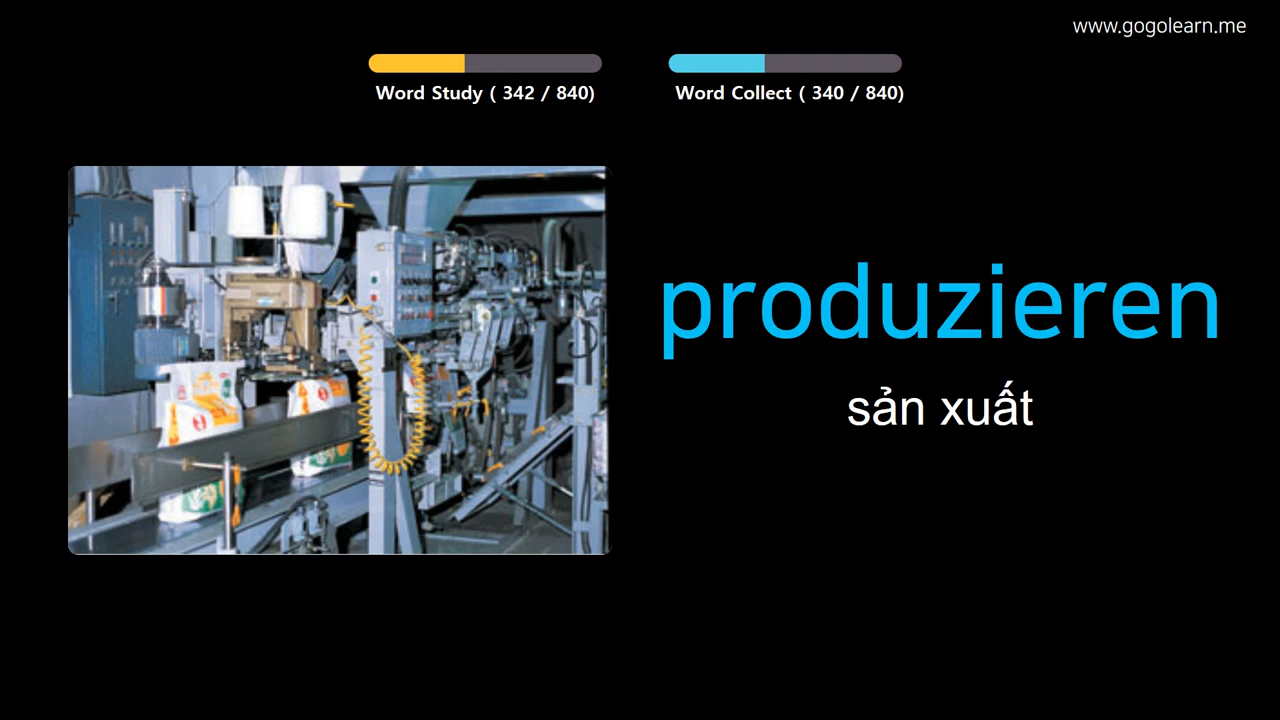 www.gogolearn.me
Word Study ( 342 / 840)
Word Collect ( 340 / 840)
produzieren
sản xuất